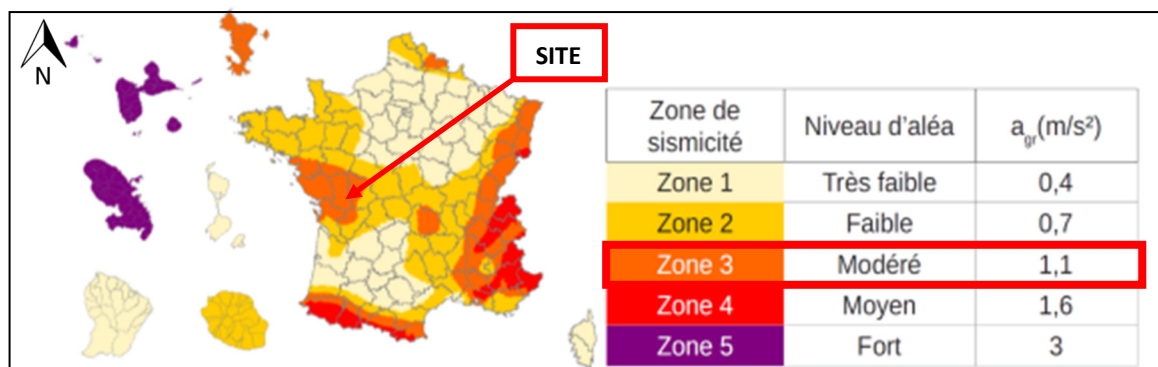 N
SITE
Zone de
sismicité
Niveau d'aléa
agr(m/s²)
Zone 1
Très faible
0,4
Zone 2
Faible
0,7
Zone 3
Modéré
1,1
Zone 4
Moyen
1,6
Zone 5
Fort
3